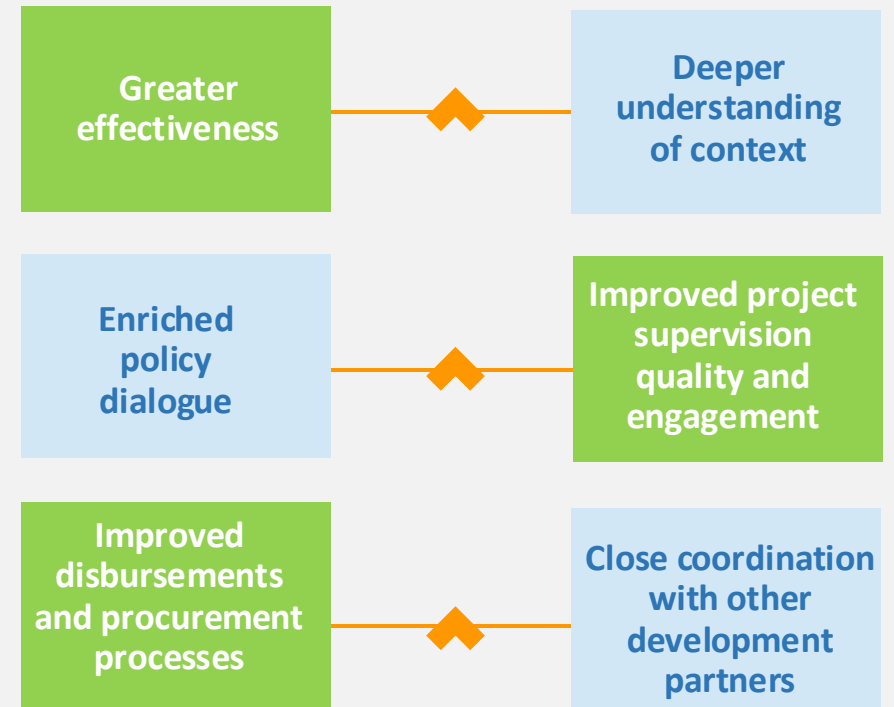 Greater
effectiveness
Deeper
understanding
of context
Enriched
policy
dialogue
Improved project
supervision
quality and
engagement
Improved
disbursements
and procurement
processes
Close coordination
with other
development
partners